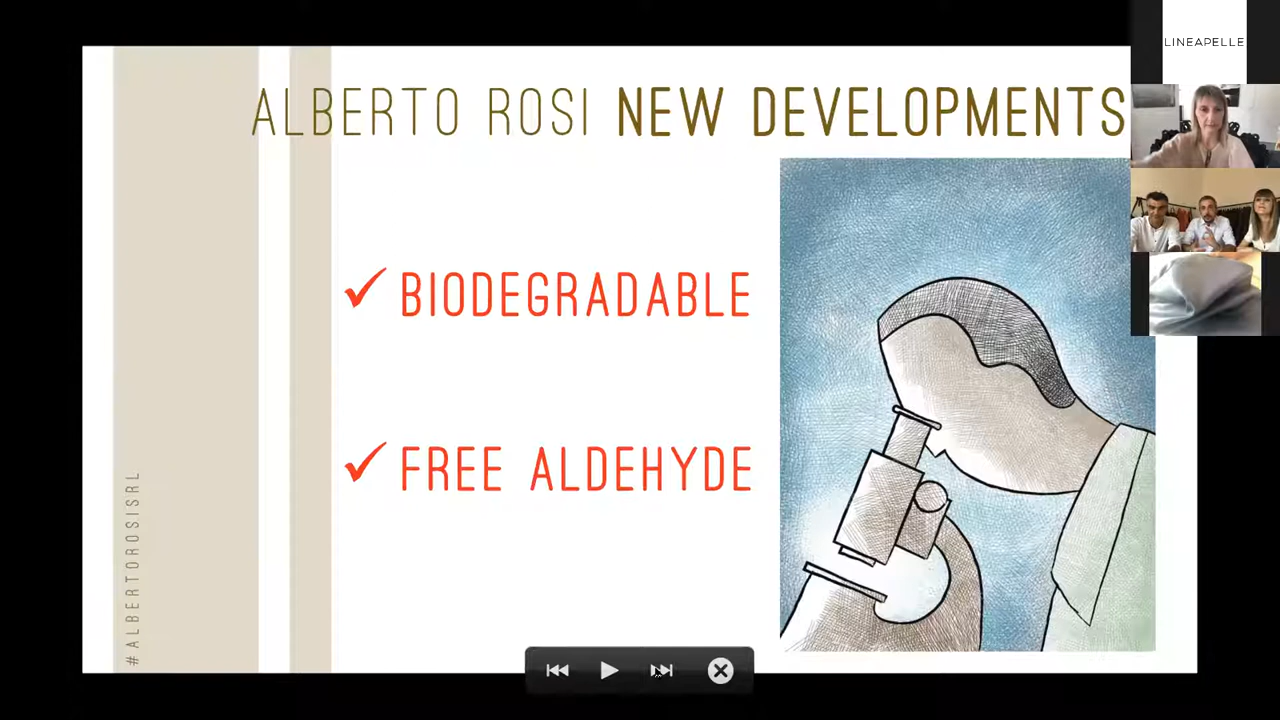 LINEAPELLE
ALBERTO ROSI NEW DEVELOPMENTS
✓ BIODEGRADABLE
✓ FREE ALDEHYDE
#ALBERTOROSISRL